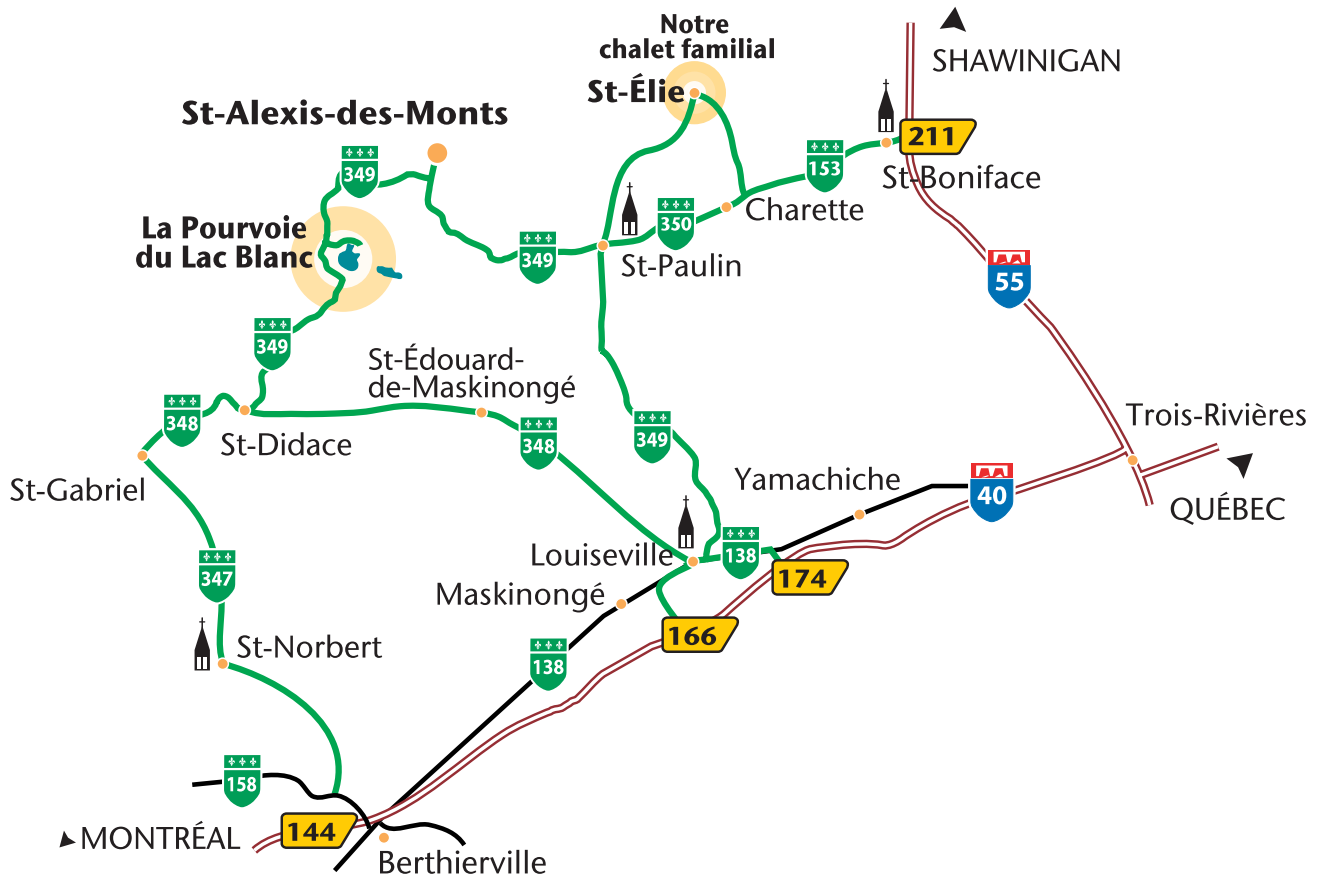 Notre
chalet familial
St-Élie
SHAWINIGAN
St-Alexis-des-Monts
211
349
153
St-Boniface
La Pourvoie
du Lac Blanc
350
Charette
349
St-Paulin
55
349
St-Édouard-
de-Maskinongé
348
St-Didace
348
349
Trois-Rivières
St-Gabriel
Yamachiche
40
QUÉBEC
Louiseville
138
174
347
Maskinongé
166
St-Norbert
138
158
144
MONTRÉAL
Berthierville